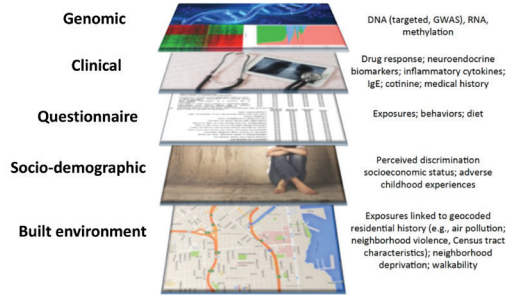 Genomic
DNA (targeted, GWAS), RNA,
methylation
Clinical
Drug response; neuroendocrine
biomarkers; inflammatory cytokines;
IgE; cotinine; medical history
Questionnaire
Exposures; behaviors; diet
Socio-demographic
Perceived discrimination
socioeconomic status; adverse
childhood experiences
Built environment
Exposures linked to geocoded
residential history (e.g., air pollution;
neighborhood violence, Census tract
characteristics); neighborhood
deprivation; walkability